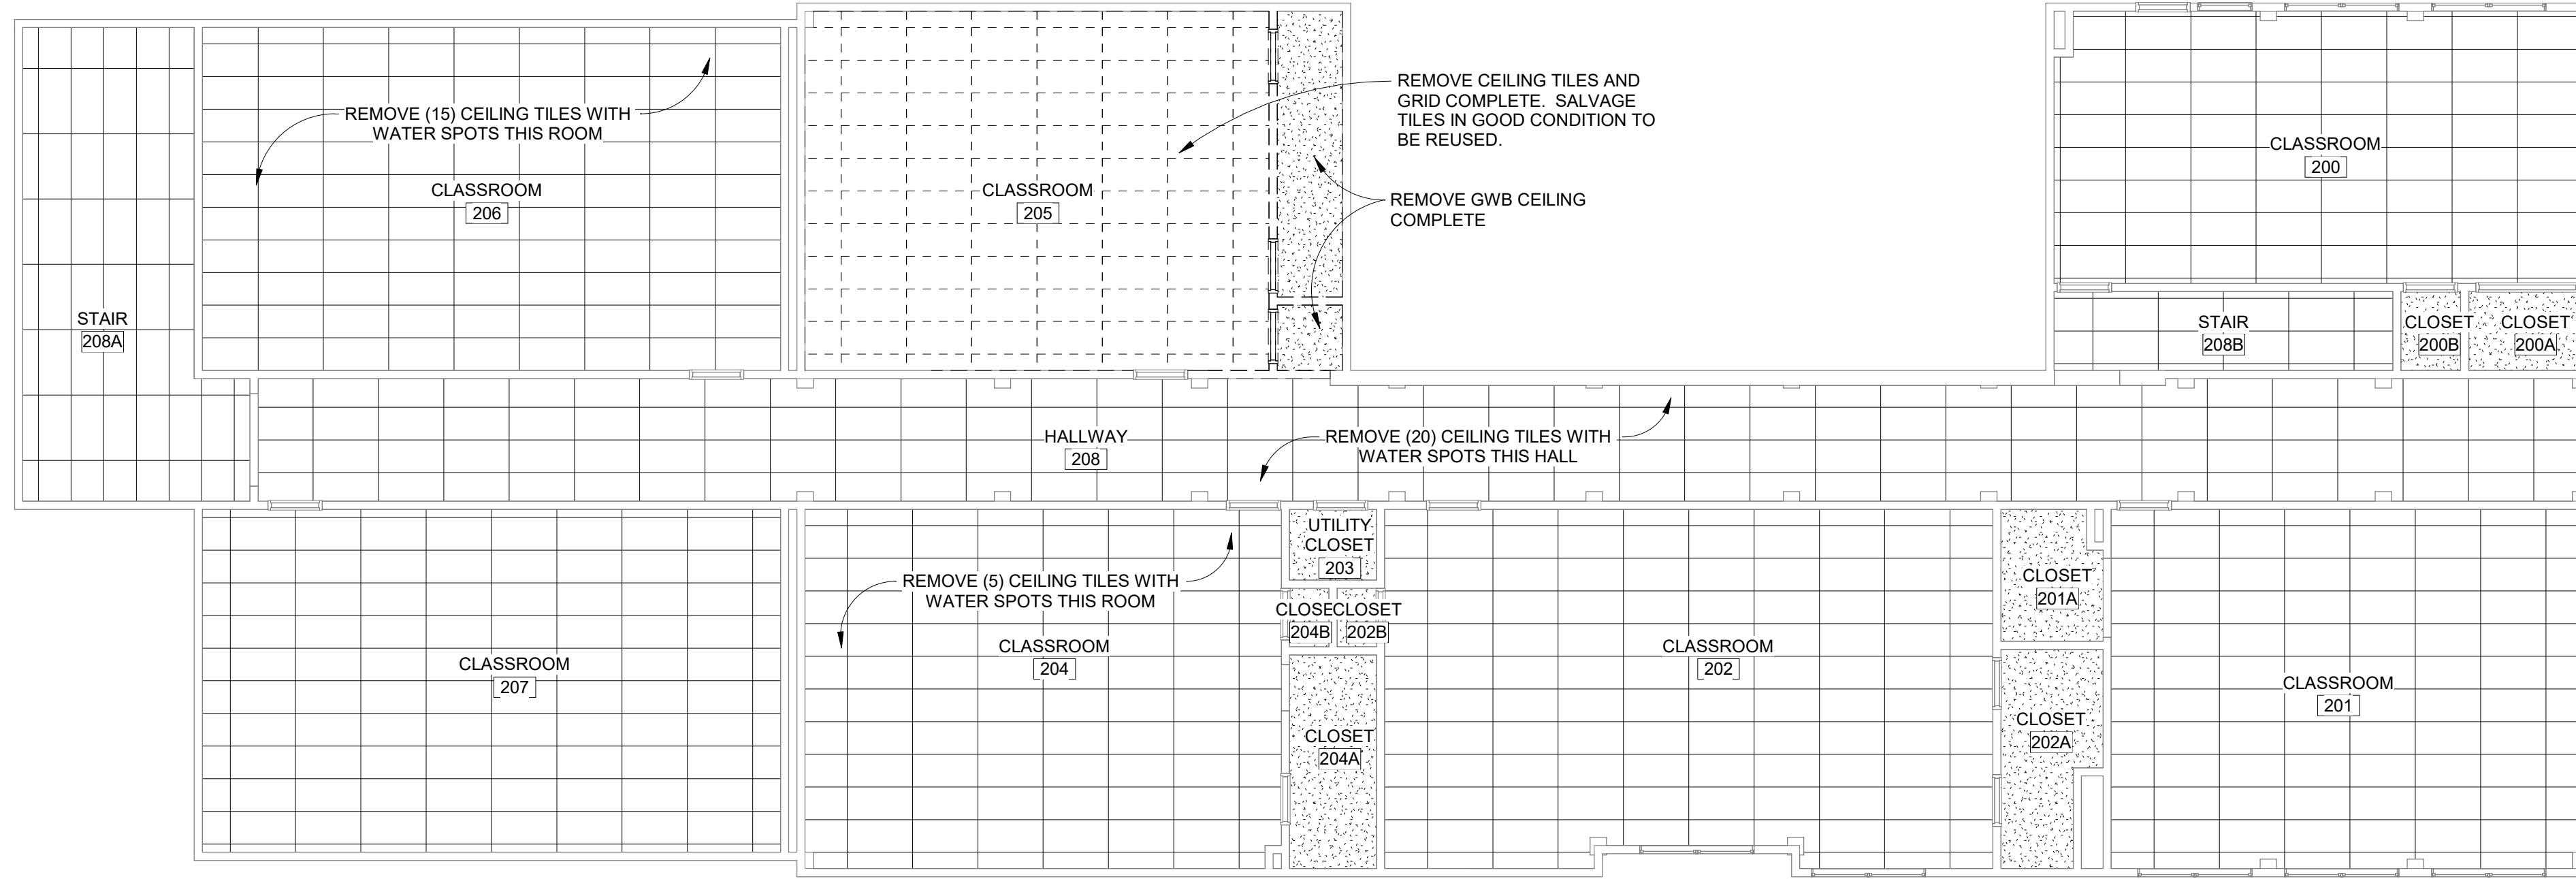 REMOVE (15) CEILING TILES WITH
WATER SPOTS THIS ROOM
CLASSROOM
206
STAIR
208A
CLASSROOM
205
REMOVE CEILING TILES AND
GRID COMPLETE.  SALVAGE
TILES IN GOOD CONDITION TO
BE REUSED.
REMOVE GWB CEILING
COMPLETE
CLASSROOM
200
STAIR
208B
CLOSET
200B
CLOSET
200A
HALLWAY
208
REMOVE (20) CEILING TILES WITH
WATER SPOTS THIS HALL
CLASSROOM
207
REMOVE (5) CEILING TILES WITH
WATER SPOTS THIS ROOM
CLASSROOM
204
UTILITY
CLOSET
203
CLOSE
204B
CLOSET
202B
CLOSET
204A
CLASSROOM
202
CLOSET
201A
CLOSET
202A
CLASSROOM
201